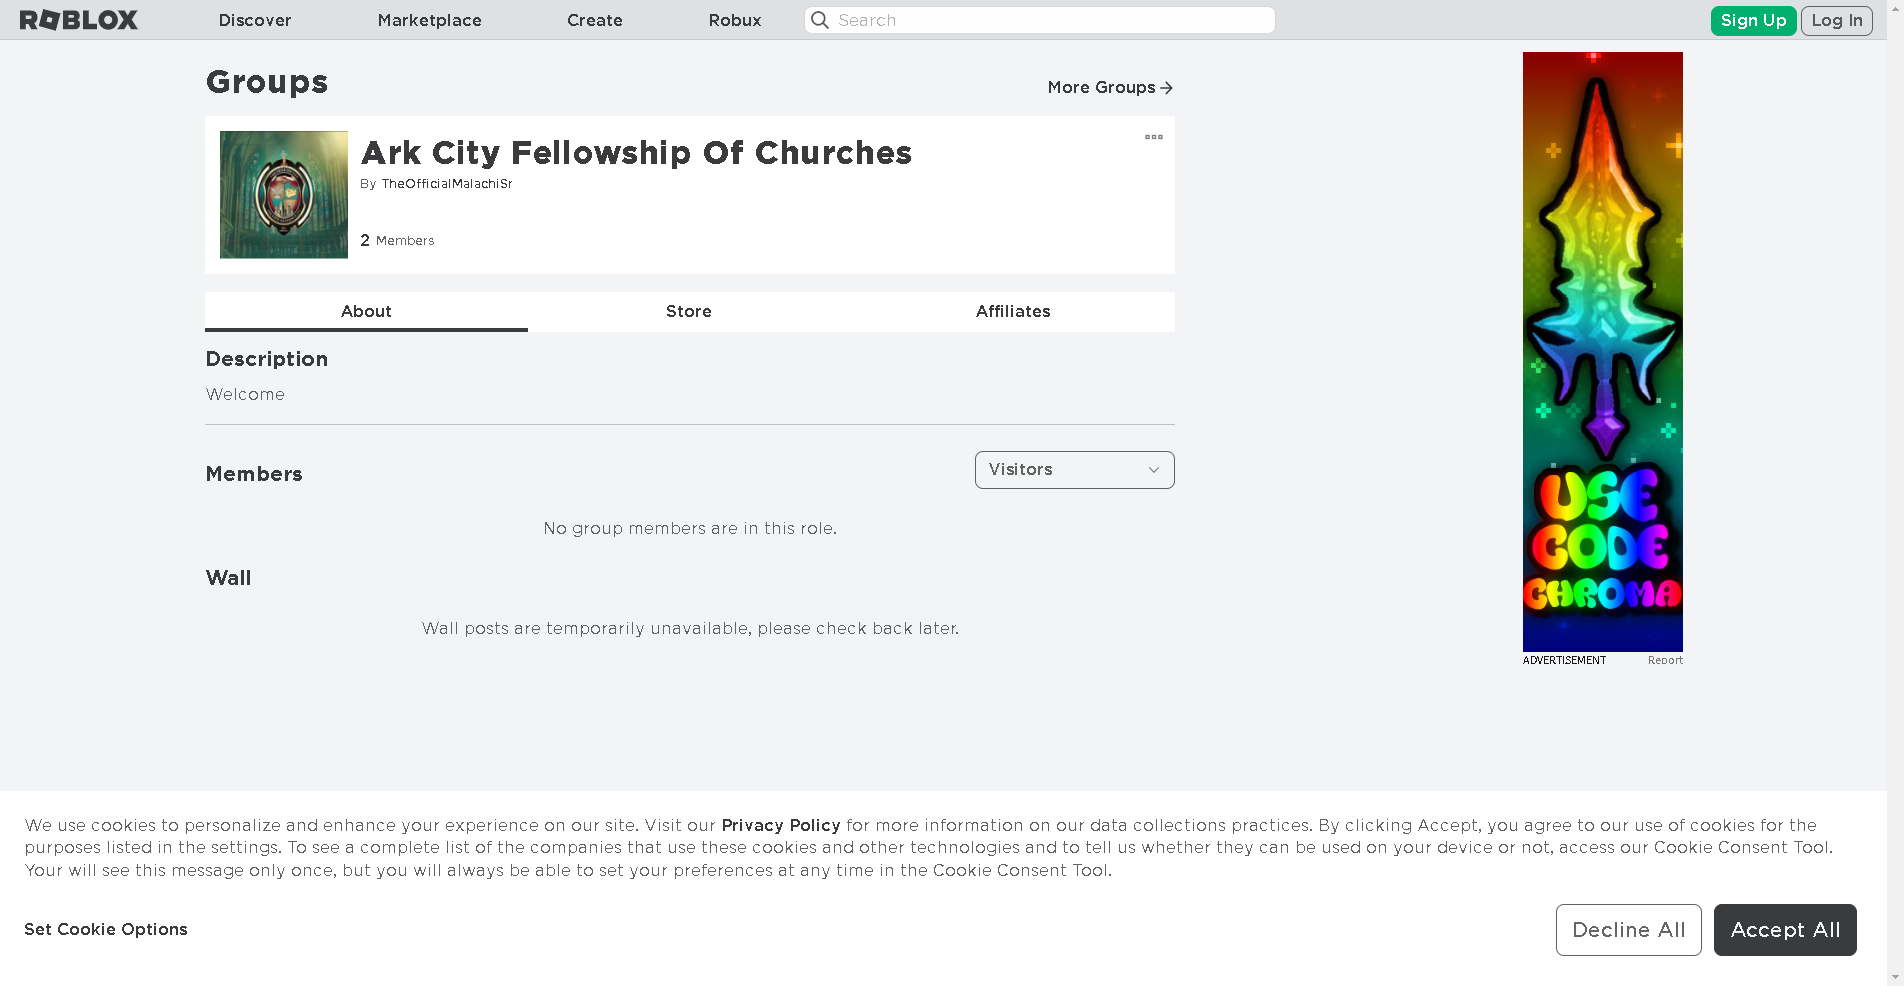 ROBLOX Discover Marketplace Create Robux Search Sign Up Log In
Groups
More Groups
Ark City Fellowship Of Churches
By TheOfficialMalachiSr
2 Members
About Store Affiliates
Description
Welcome
Members
Visitors
No group members are in this role.
Wall
Wall posts are temporarily unavailable, please check back later.
USE
CODE
CHROMA
ADVERTISEMENT Report
We use cookies to personalize and enhance your experience on our site. Visit our Privacy Policy for more information on our data collections practices. By clicking Accept, you agree to our use of cookies for the
purposes listed in the settings. To see a complete list of the companies that use these cookies and other technologies and to tell us whether they can be used on your device or not, access our Cookie Consent Tool.
Your will see this message only once, but you will always be able to set your preferences at any time in the Cookie Consent Tool.
Set Cookie Options
Decline All
Accept All